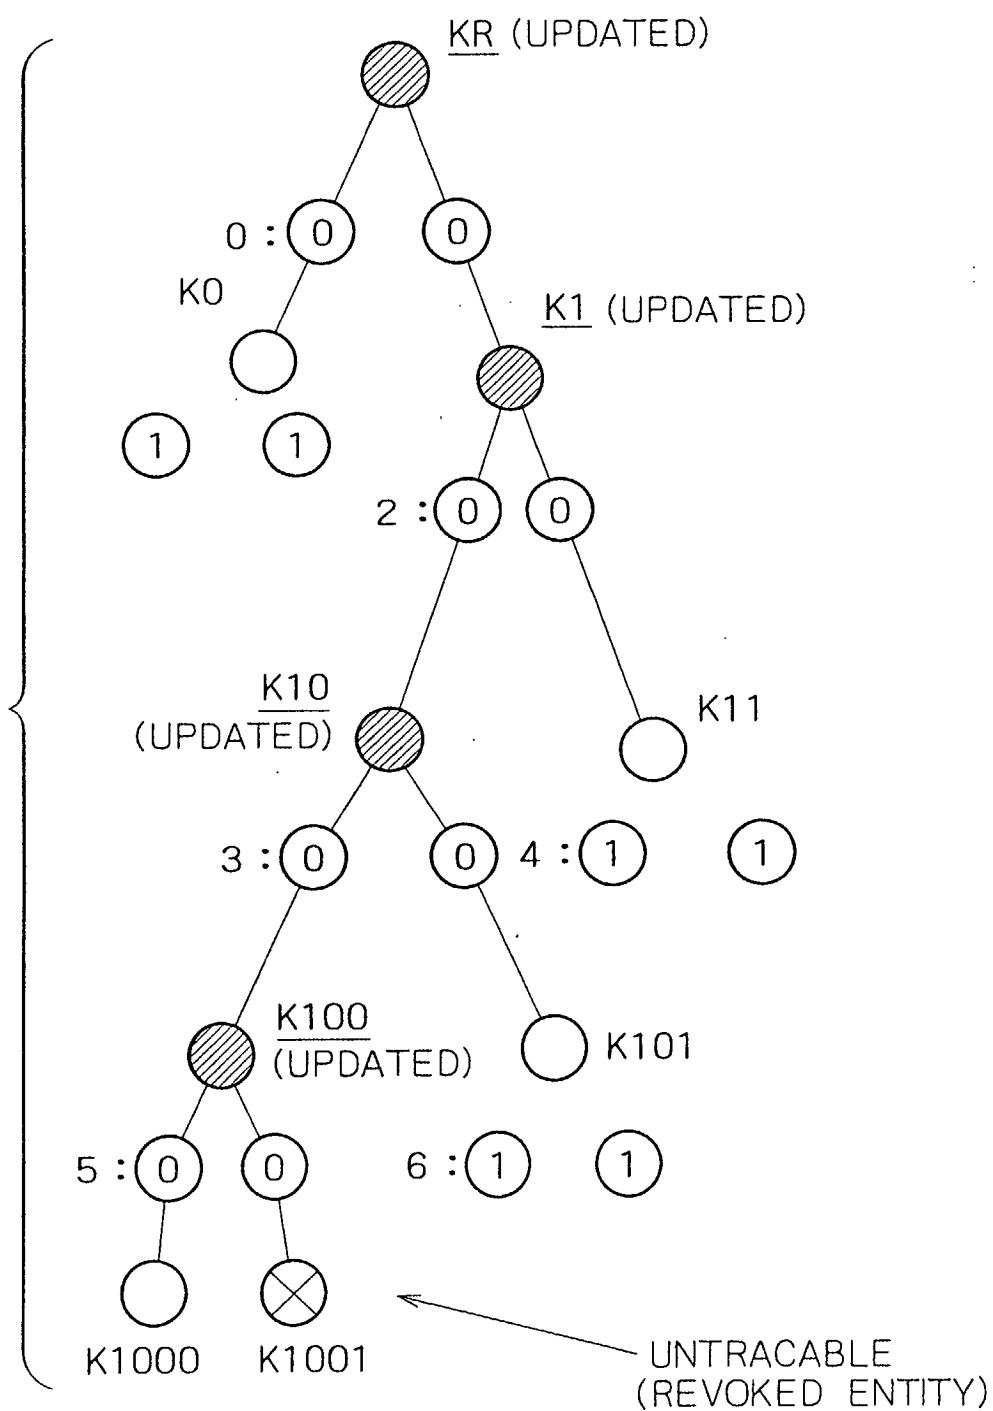 KR (UPDATED)
0 : 0 0
K0
K1 (UPDATED)
1 1
2 : 0 0
K10
(UPDATED)
K11
3 : 0 0 4 : 1 1
K100
(UPDATED)
K101
5 : 0 0 6 : 1 1
K1000 K1001
UNTRACABLE
(REVOKED ENTITY)